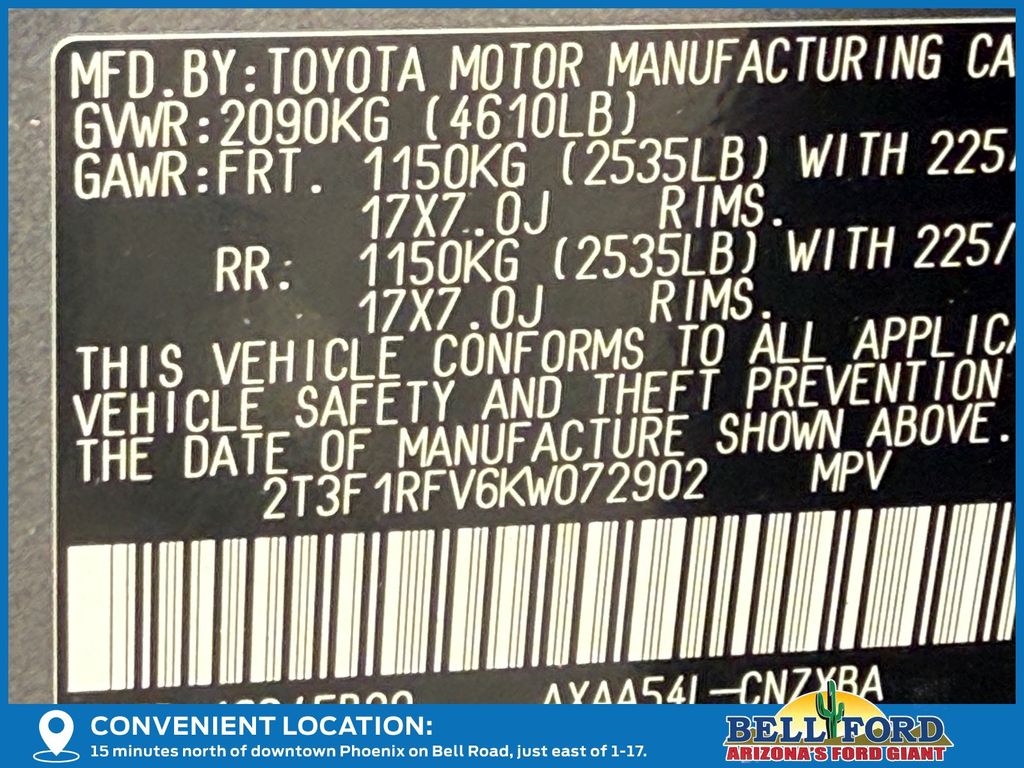 MFD.BY:TOYOTA MOTOR MANUFACTURING CA
GVWR:2090KG (4610LB)
GAWR:FRT. 1150KG (2535LB) WITH 225/
17X7.0J RIMS.
RR: 1150KG (2535LB) WITH 225/
17X7.0J RIMS.
THIS VEHICLE CONFORMS TO ALL APPLICA
VEHICLE SAFETY AND THEFT PREVENTION
THE DATE OF MANUFACTURE SHOWN ABOVE.
2T3F1RFV6KW072902 MPV
AXAA54L-CNZXBA
CONVENIENT LOCATION:
15 minutes north of downtown Phoenix on Bell Road, just east of 1-17.
BELL FORD
ARIZONA'S FORD GIANT